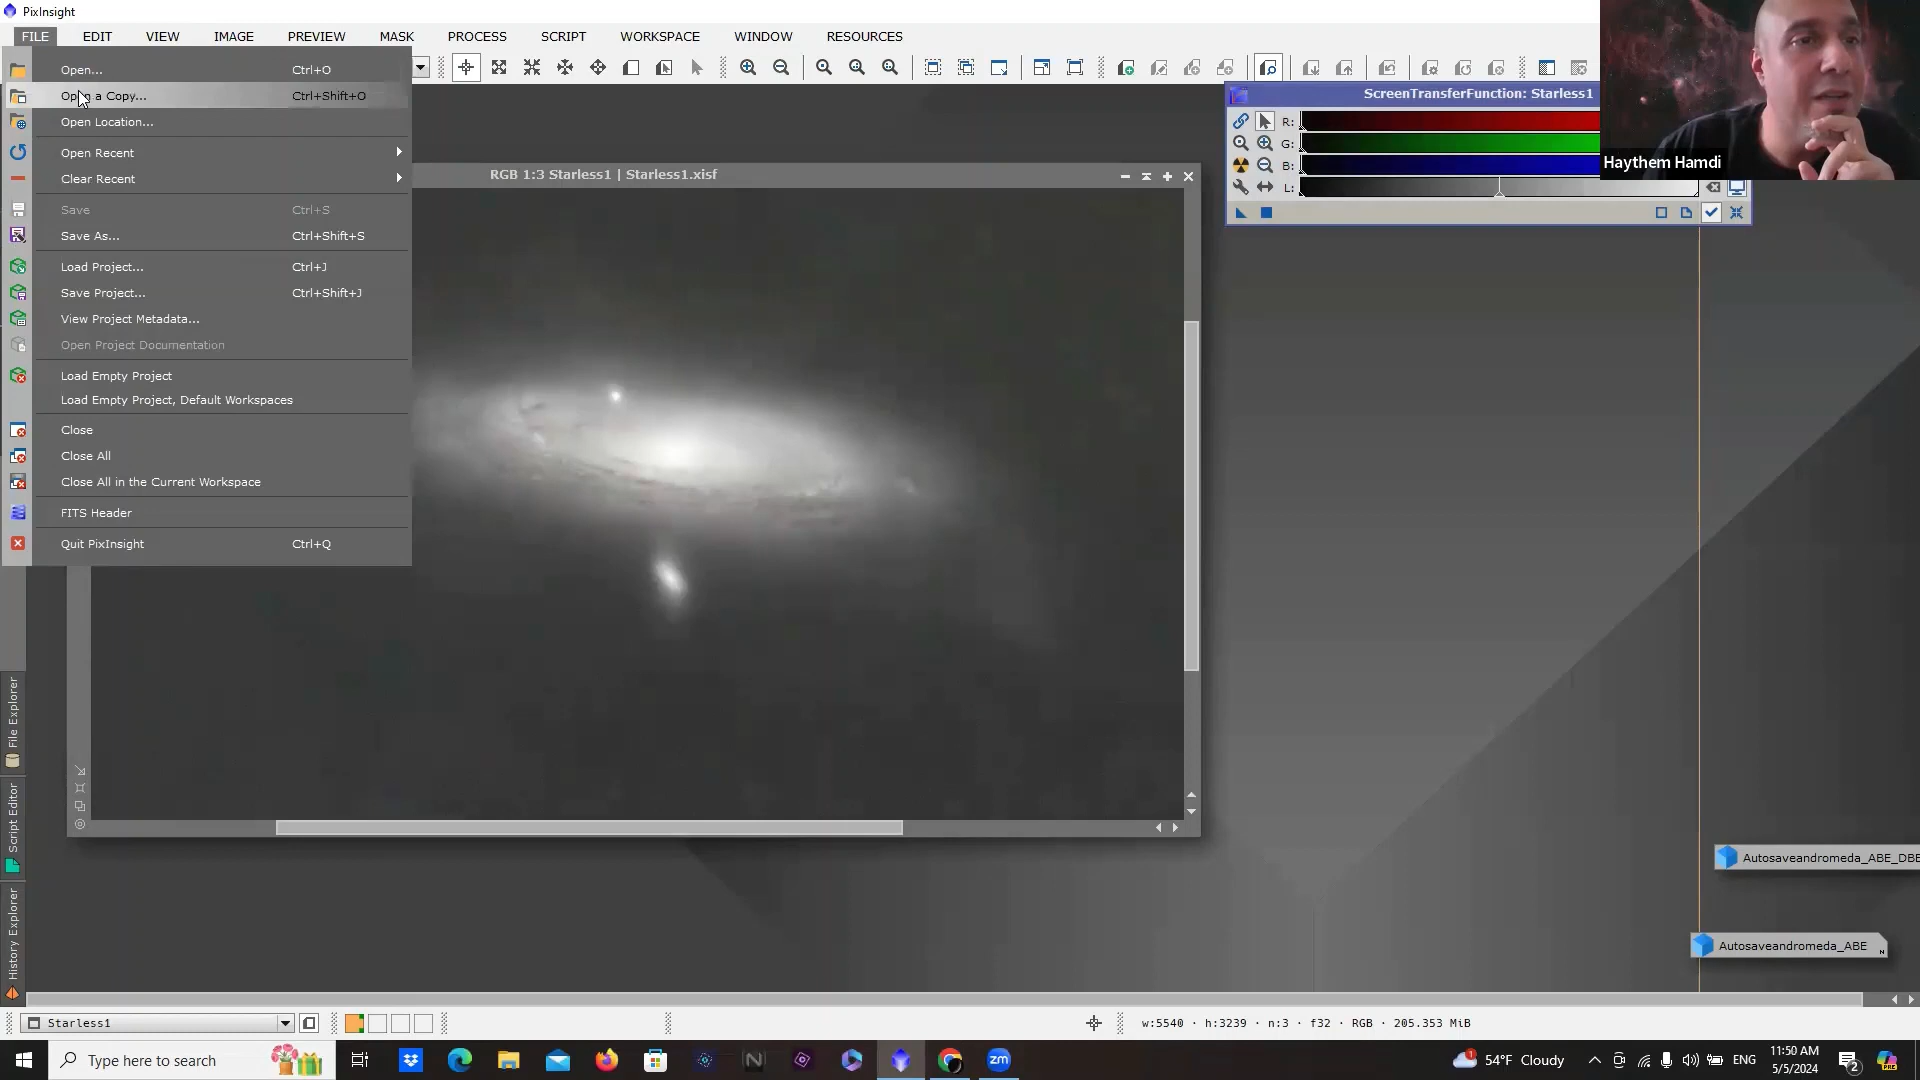 PixInsight
FILE EDIT VIEW IMAGE PREVIEW MASK PROCESS SCRIPT WORKSPACE WINDOW RESOURCES
Open... Ctrl+O
Open a Copy... Ctrl+Shift+O
Open Location...
Open Recent
Clear Recent
Save Ctrl+S
Save As... Ctrl+Shift+S
Load Project... Ctrl+J
Save Project... Ctrl+Shift+J
View Project Metadata...
Open Project Documentation
Load Empty Project
Load Empty Project, Default Workspaces
Close
Close All
Close All in the Current Workspace
FITS Header
Quit PixInsight Ctrl+Q
RGB 1:3 Starless1 | Starless1.xisf
ScreenTransferFunction: Starless1
R:
G:
B:
L:
Haythem Hamdi
File Explorer
Script Editor
History Explorer
Autosaveandromeda_ABE_DBE
Autosaveandromeda_ABE
N
Starless1
w:5540 · h:3239 · n:3 · f32 · RGB · 205.353 MiB
Type here to search
zm
1
54°F Cloudy
ENG
11:50 AM
5/5/2024
2
PRE